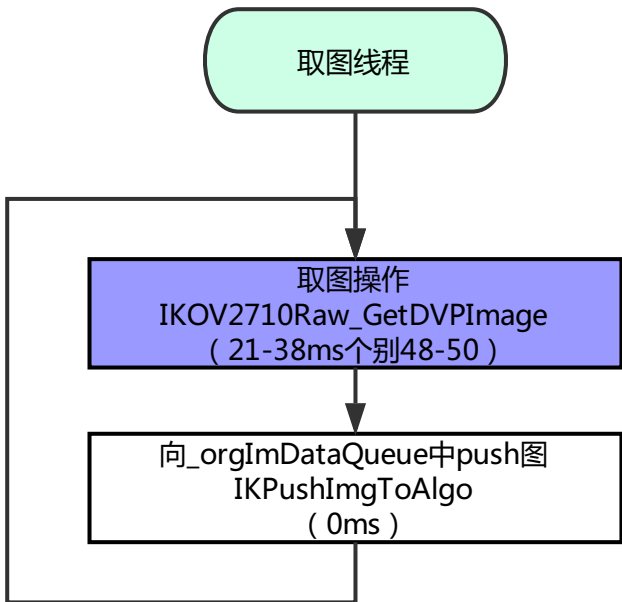 取图线程
取图操作
IKOV2710Raw_GetDVPImage
（21-38ms个别48-50）
向_orgImDataQueue中push图
IKPushImgToAlgo
（0ms）